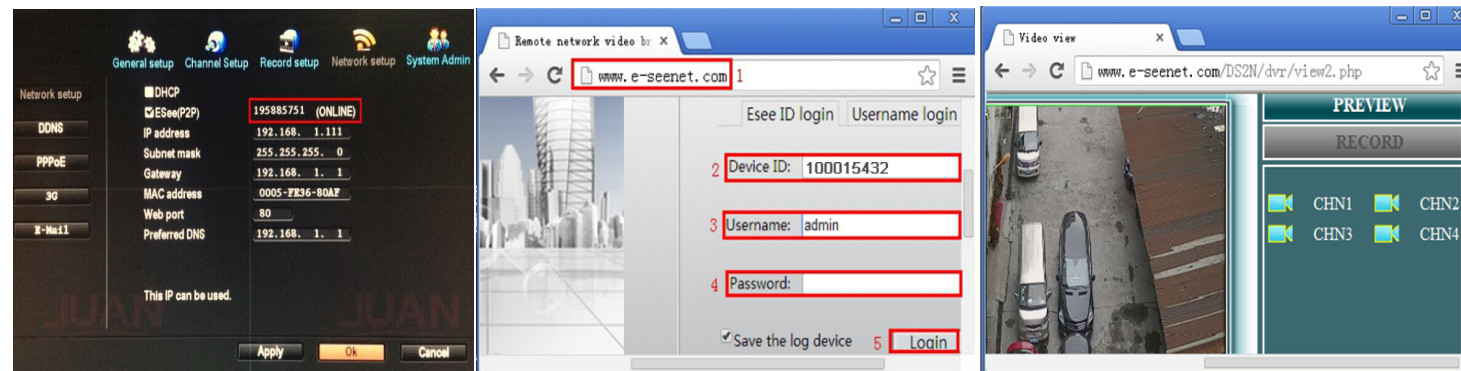 General setup Channel Setup Record setup Network setup System Admin
Network setup
DDNS
PPPoE
3G
E-Mail
DHCP
ESee(P2P) 195885751 (ONLINE)
IP address 192.168. 1.111
Subnet mask 255.255.255. 0
Gateway 192.168. 1. 1
MAC address 0005-FE36-80AF
Web port 80
Preferred DNS 192.168. 1. 1
This IP can be used.
JUAN JUAN
Apply Ok Cancel
Remote network video br
www.e-seenet.com 1
Esee ID login Username login
2 Device ID: 100015432
3 Username: admin
4 Password:
Save the log device 5 Login
Video view
www.e-seenet.com/DS2N/dvr/view2.php
PREVIEW
RECORD
CHN1 CHN2
CHN3 CHN4